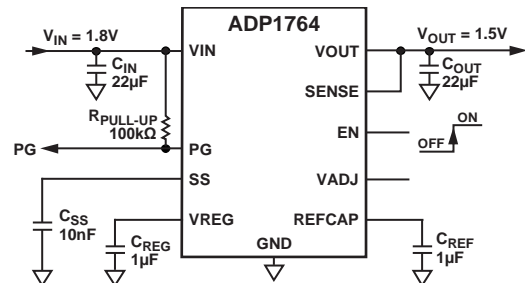 ADP1764
VIN = 1.8V
VIN
VOUT
VOUT = 1.5V
CIN
22µF
COUT
22µF
SENSE
RPULL-UP
100kΩ
EN
ON
OFF
PG
PG
SS
VADJ
CSS
10nF
VREG
REFCAP
CREG
1µF
GND
CREF
1µF